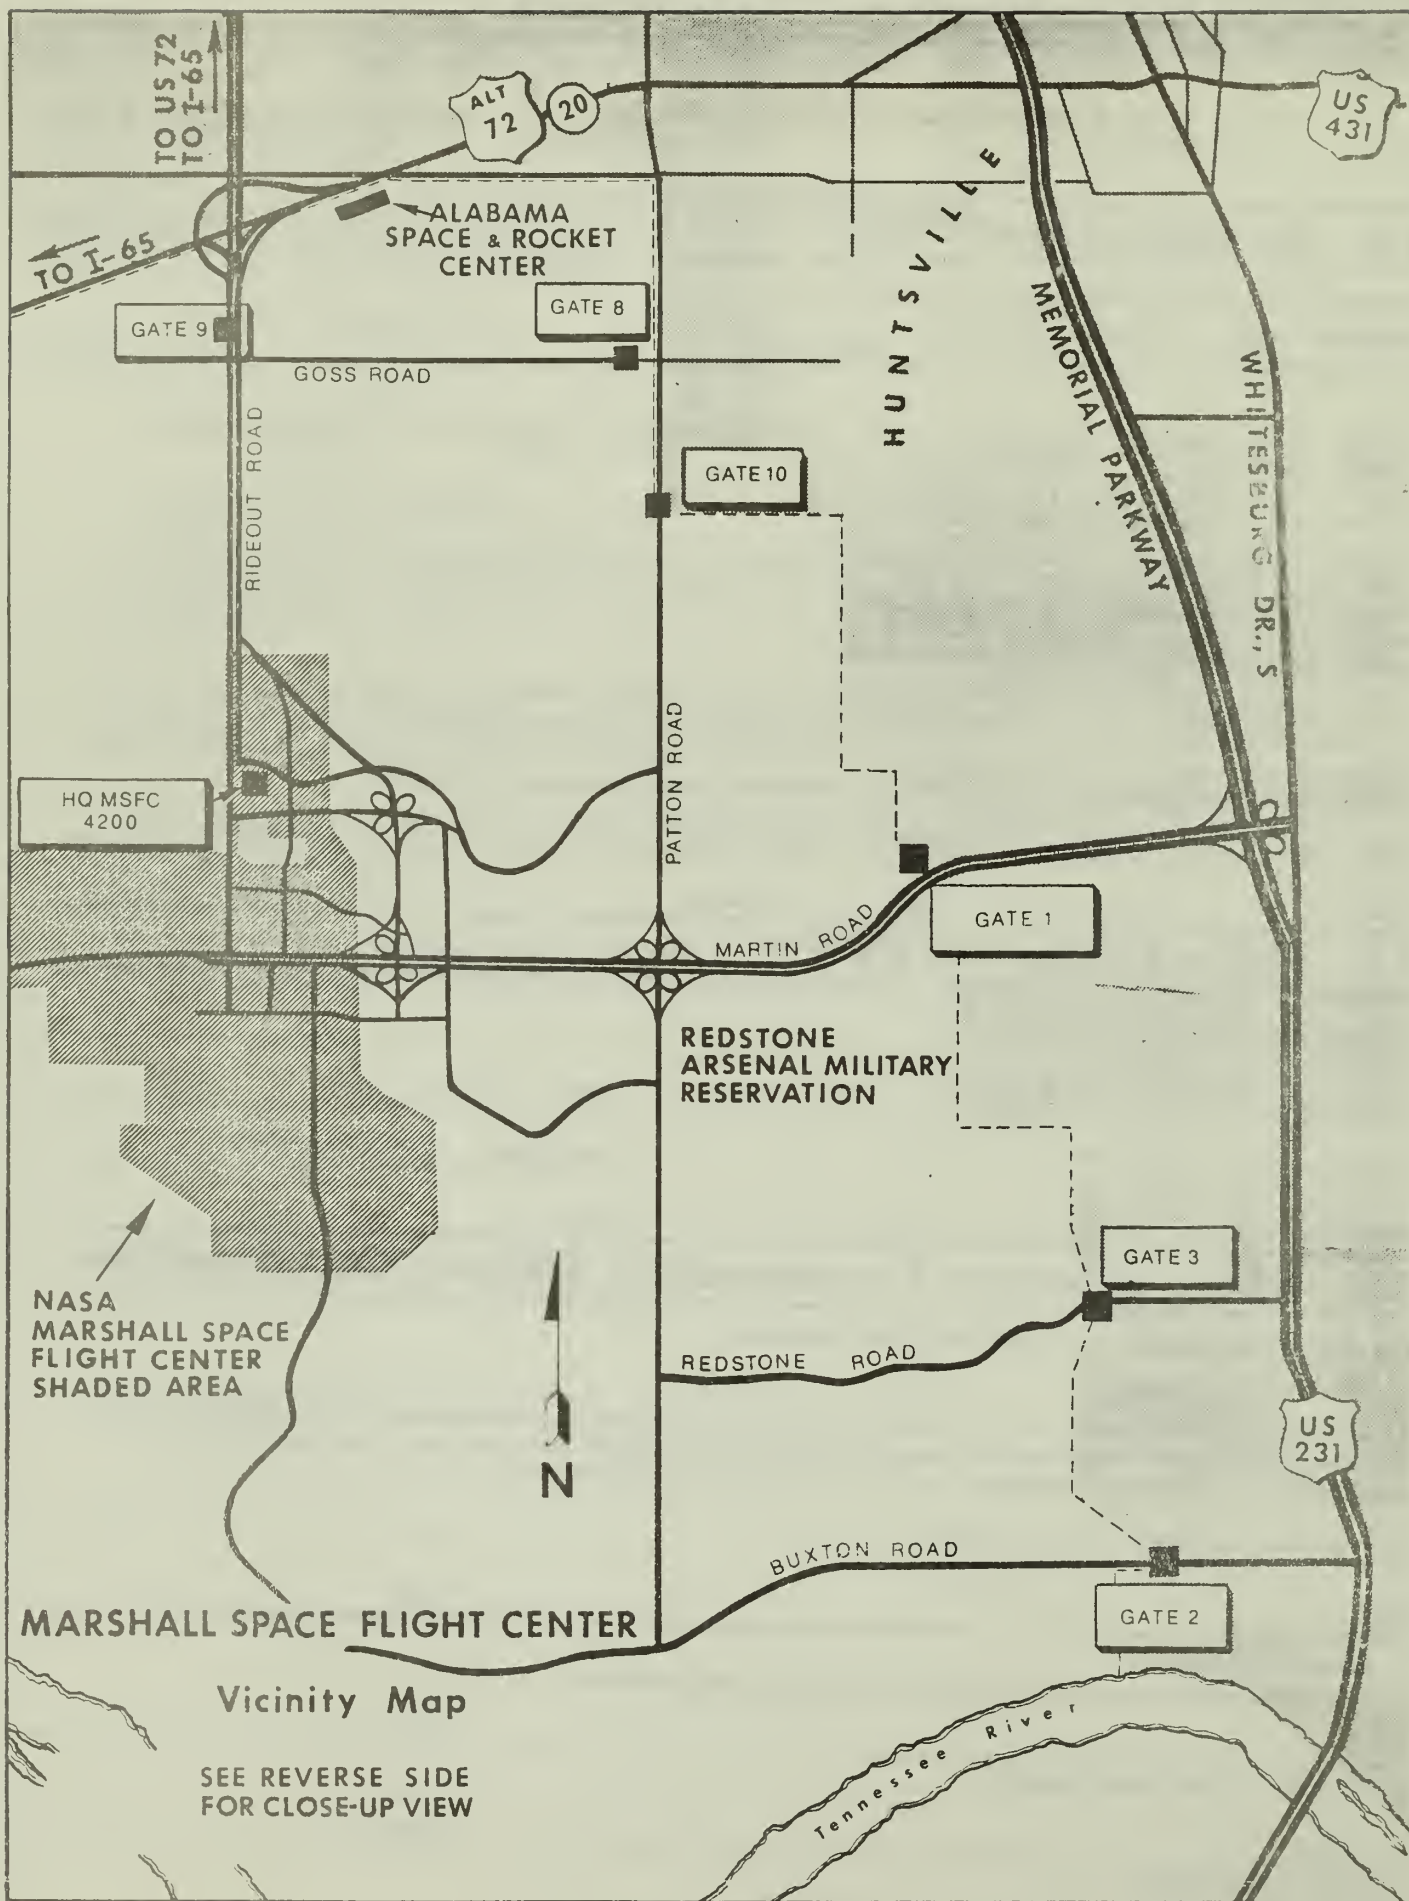 TO US 72
TO I-65
ALT
72
20
US
431
TO I-65
ALABAMA
SPACE & ROCKET
CENTER
HUNTSVILLE
GATE 9
GATE 8
GOSS ROAD
RIDEOUT ROAD
MEMORIAL PARKWAY
WHITESBURG DR., S
GATE 10
PATTON ROAD
HQ MSFC
4200
MARTIN ROAD
GATE 1
REDSTONE
ARSENAL MILITARY
RESERVATION
GATE 3
NASA
MARSHALL SPACE
FLIGHT CENTER
SHADED AREA
REDSTONE ROAD
US
231
N
BUXTON ROAD
GATE 2
MARSHALL SPACE FLIGHT CENTER
Vicinity Map
Tennessee River
SEE REVERSE SIDE
FOR CLOSE-UP VIEW